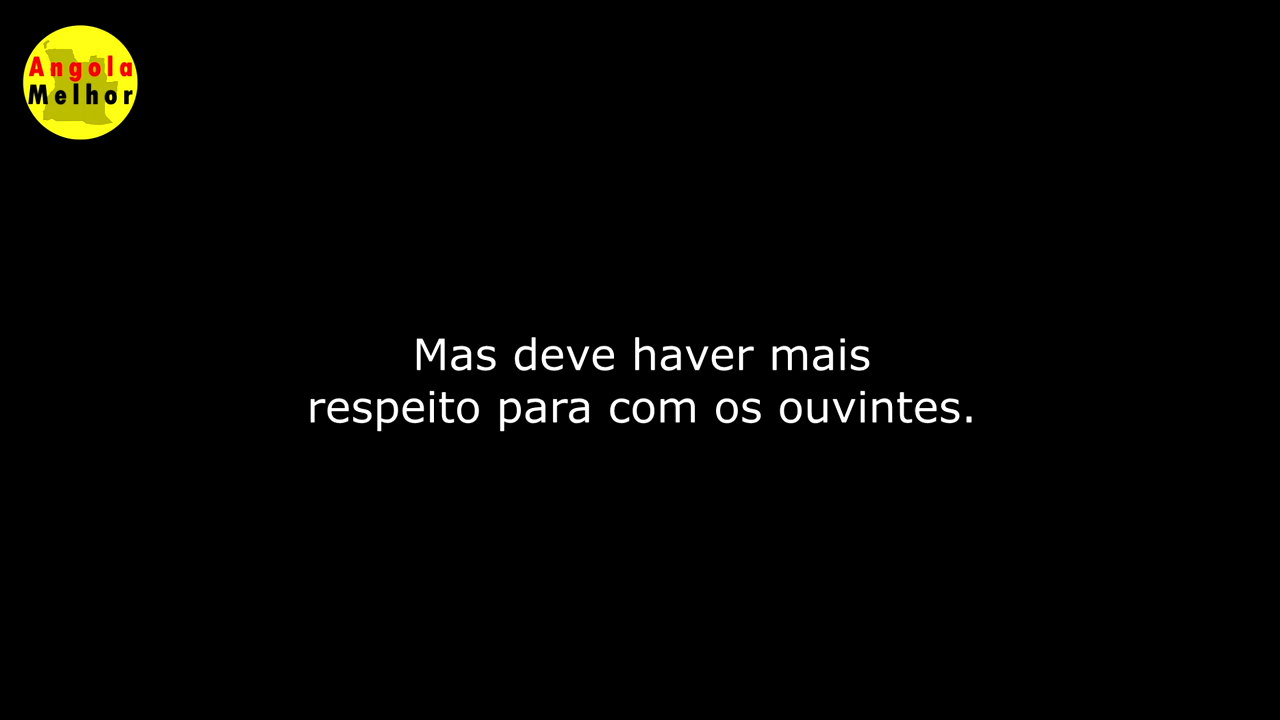 Angola
Melhor
Mas deve haver mais
respeito para com os ouvintes.